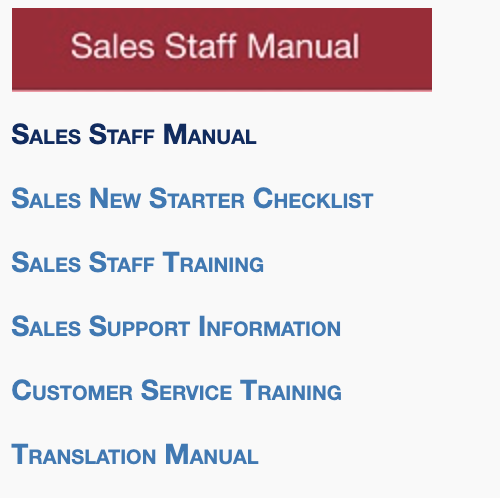 Sales Staff Manual
Sales Staff Manual
Sales New Starter Checklist
Sales Staff Training
Sales Support Information
Customer Service Training
Translation Manual